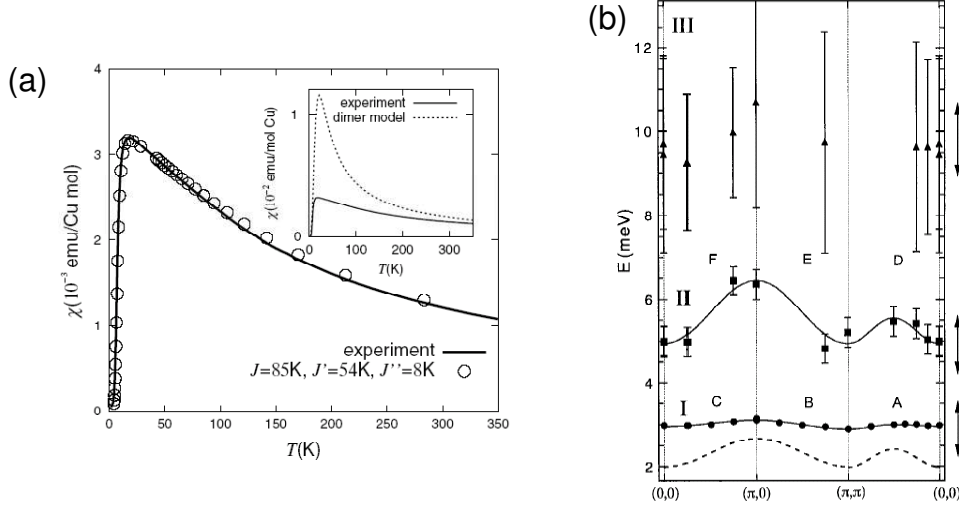 (a)
χ(10⁻³ emu/Cu mol)
4
3
2
1
0
0 50 100 150 200 250 300 350
T(K)
experiment
J=85K, J'=54K, J''=8K
χ(10⁻² emu/mol Cu)
1
0
experiment
dimer model
0 100 200 300
T(K)
(b)
E (meV)
12
10
8
6
4
2
III
F E D
II
I
C B A
(0,0) (π,0) (π,π) (0,0)